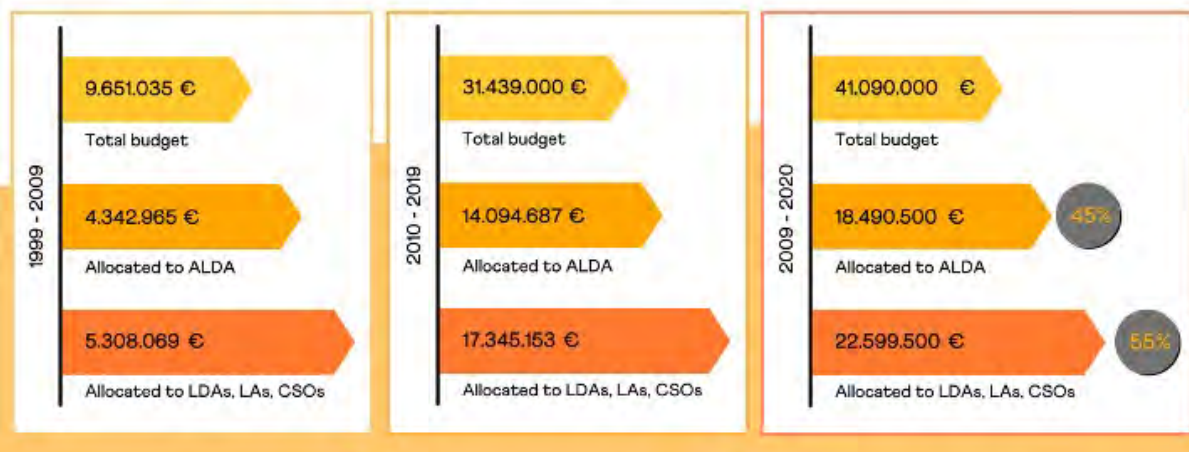 1999 - 2009
9.651.035 €
Total budget
4.342.965 €
Allocated to ALDA
5.308.069 €
Allocated to LDAs, LAs, CSOs
2010 - 2019
31.439.000 €
Total budget
14.094.687 €
Allocated to ALDA
17.345.153 €
Allocated to LDAs, LAs, CSOs
2009 - 2020
41.090.000 €
Total budget
18.490.500 €
45%
Allocated to ALDA
22.599.500 €
55%
Allocated to LDAs, LAs, CSOs